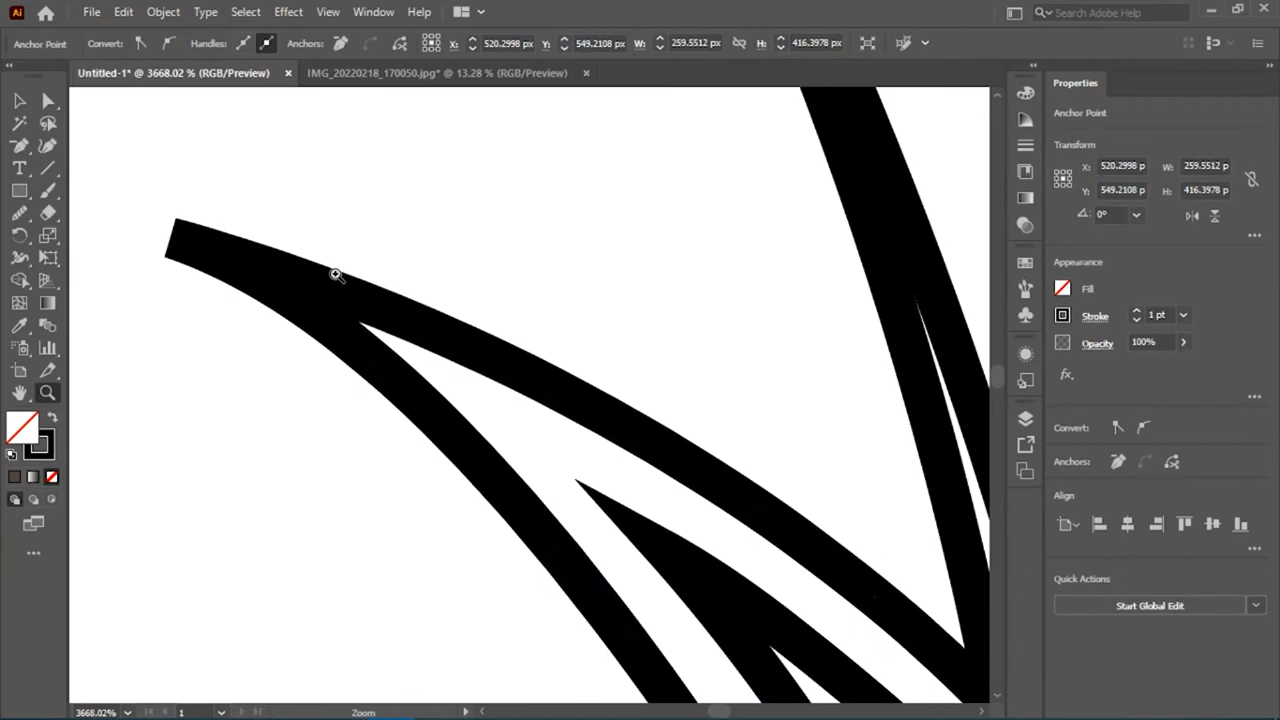 Ai File Edit Object Type Select Effect View Window Help Search Adobe Help
Anchor Point Convert: Handles: Anchors: X: 520.2998 px Y: 549.2108 px W: 259.5512 px H: 416.3978 px
Untitled-1* @ 3668.02 % (RGB/Preview) × IMG_20220218_170050.jpg* @ 13.28 % (RGB/Preview) ×
Properties
Anchor Point
Transform
X: 520.2998 p W: 259.5512 p
Y: 549.2108 p H: 416.3978 p
0°
Appearance
Fill
Stroke 1 pt
Opacity 100%
fx
Convert:
Anchors:
Align
Quick Actions
Start Global Edit
3668.02% 1 Zoom